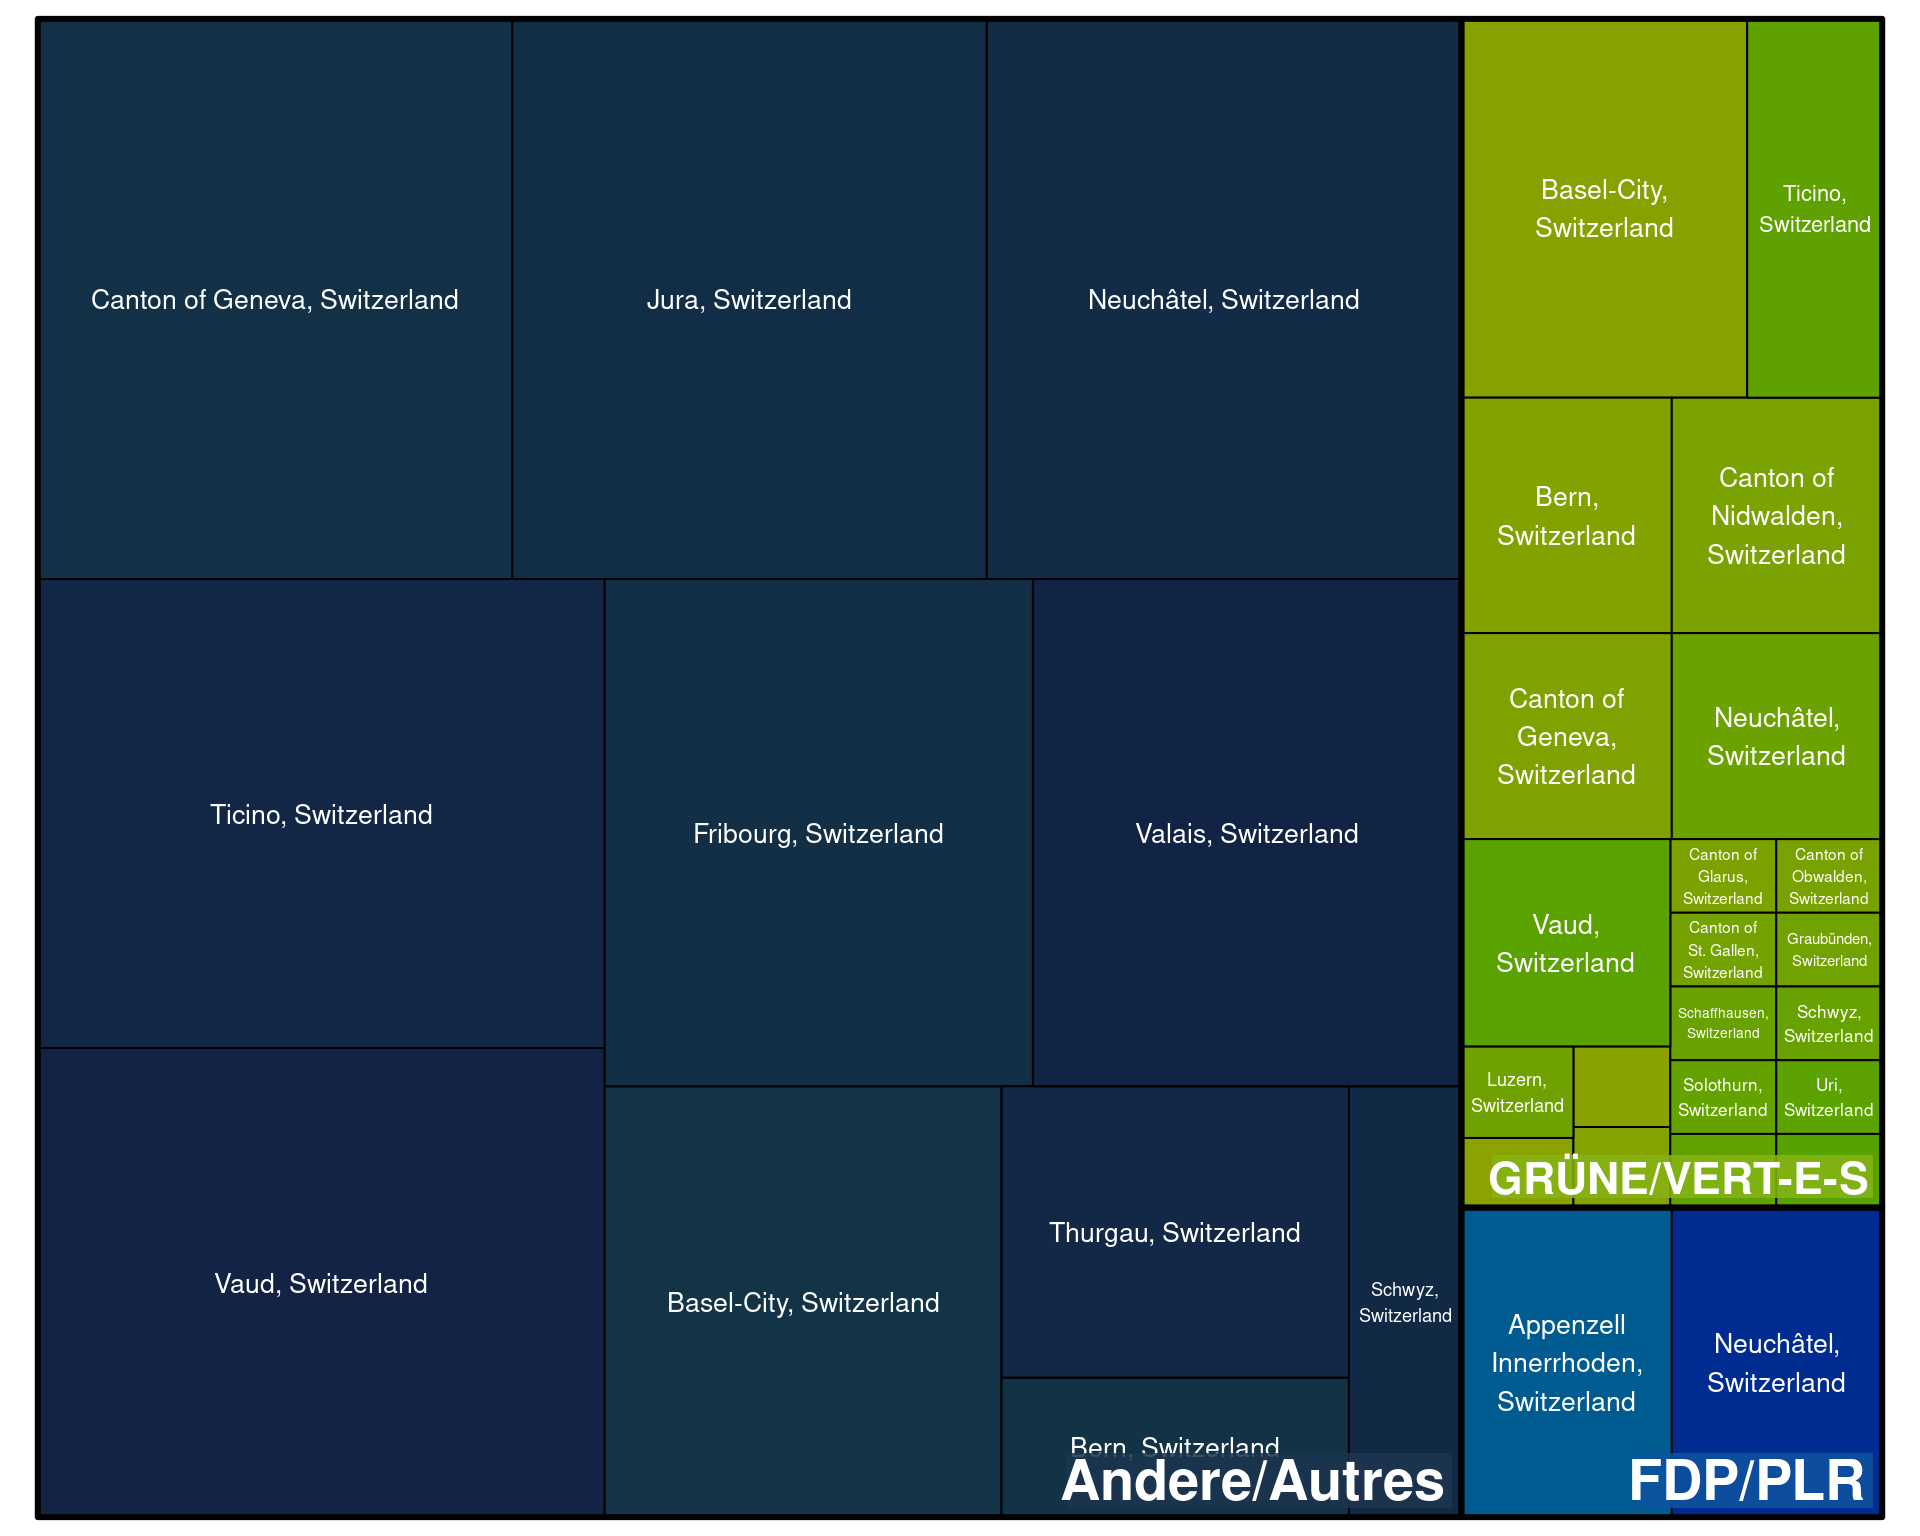 Canton of Geneva, Switzerland
Jura, Switzerland
Neuchâtel, Switzerland
Ticino, Switzerland
Fribourg, Switzerland
Valais, Switzerland
Vaud, Switzerland
Basel-City, Switzerland
Thurgau, Switzerland
Schwyz,
Switzerland
Bern, Switzerland
Andere/Autres
Basel-City,
Switzerland
Ticino,
Switzerland
Bern,
Switzerland
Canton of
Nidwalden,
Switzerland
Canton of
Geneva,
Switzerland
Neuchâtel,
Switzerland
Vaud,
Switzerland
Canton of
Glarus,
Switzerland
Canton of
Obwalden,
Switzerland
Canton of
St. Gallen,
Switzerland
Graubünden,
Switzerland
Schaffhausen,
Switzerland
Schwyz,
Switzerland
Luzern,
Switzerland
Solothurn,
Switzerland
Uri,
Switzerland
GRÜNE/VERT-E-S
Appenzell
Innerrhoden,
Switzerland
Neuchâtel,
Switzerland
FDP/PLR